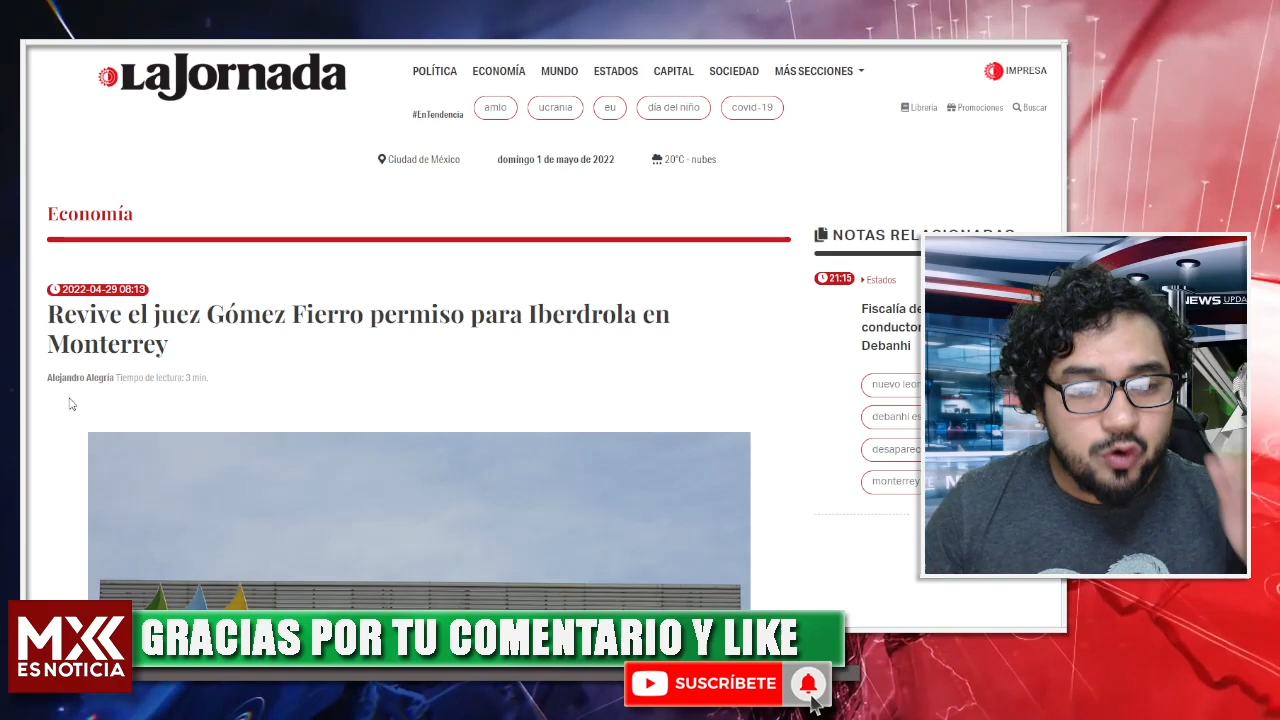 LaJornada
POLÍTICA ECONOMÍA MUNDO ESTADOS CAPITAL SOCIEDAD MÁS SECCIONES
IMPRESA
#EnTendencia amlo ucrania eu día del niño covid-19
Librería Promociones Buscar
Ciudad de México domingo 1 de mayo de 2022 20°C - nubes
Economía
NOTAS RELACIONADAS
21:15 Estados
Fiscalía de
conductor
Debanhi
nuevo leon
debanhi es
desaparec
monterrey
2022-04-29 08:13
Revive el juez Gómez Fierro permiso para Iberdrola en
Monterrey
Alejandro Alegría Tiempo de lectura: 3 min.
NEWS UPDA
MX
ES NOTICIA
GRACIAS POR TU COMENTARIO Y LIKE
SUSCRÍBETE